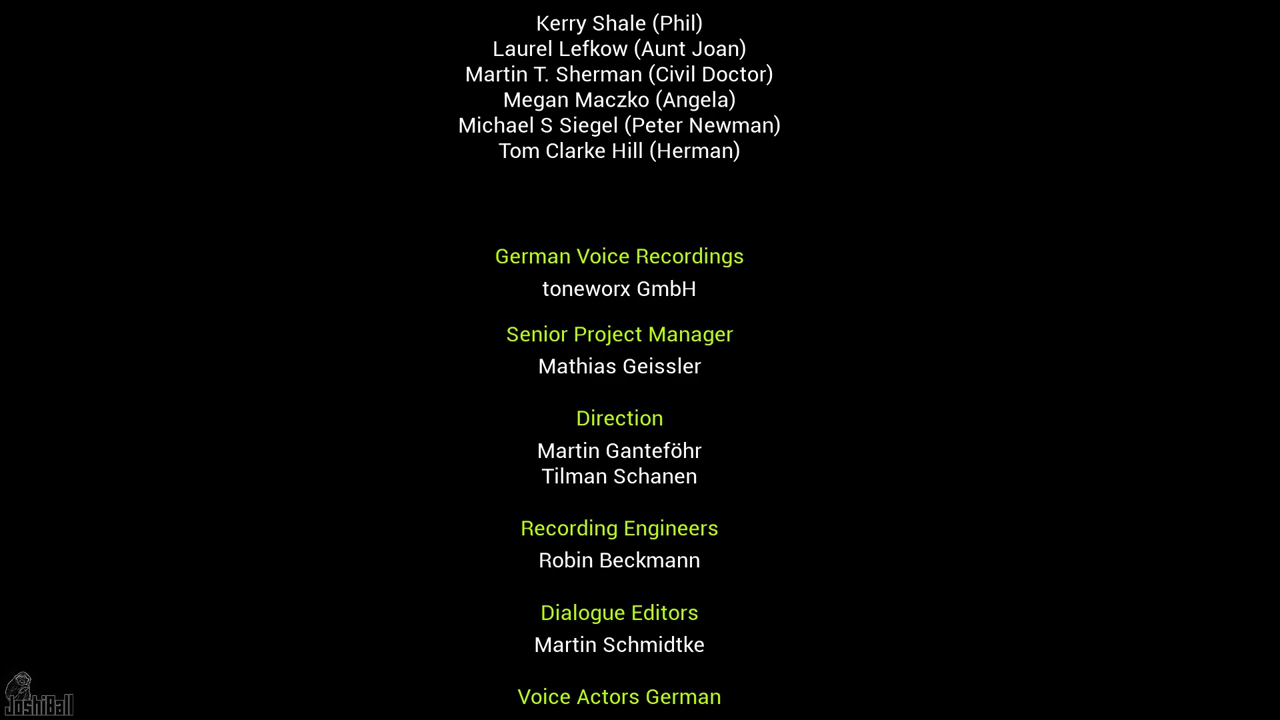 Kerry Shale (Phil)
Laurel Lefkow (Aunt Joan)
Martin T. Sherman (Civil Doctor)
Megan Maczko (Angela)
Michael S Siegel (Peter Newman)
Tom Clarke Hill (Herman)
German Voice Recordings
toneworx GmbH
Senior Project Manager
Mathias Geissler
Direction
Martin Ganteföhr
Tilman Schanen
Recording Engineers
Robin Beckmann
Dialogue Editors
Martin Schmidtke
Voice Actors German
JoshiBall